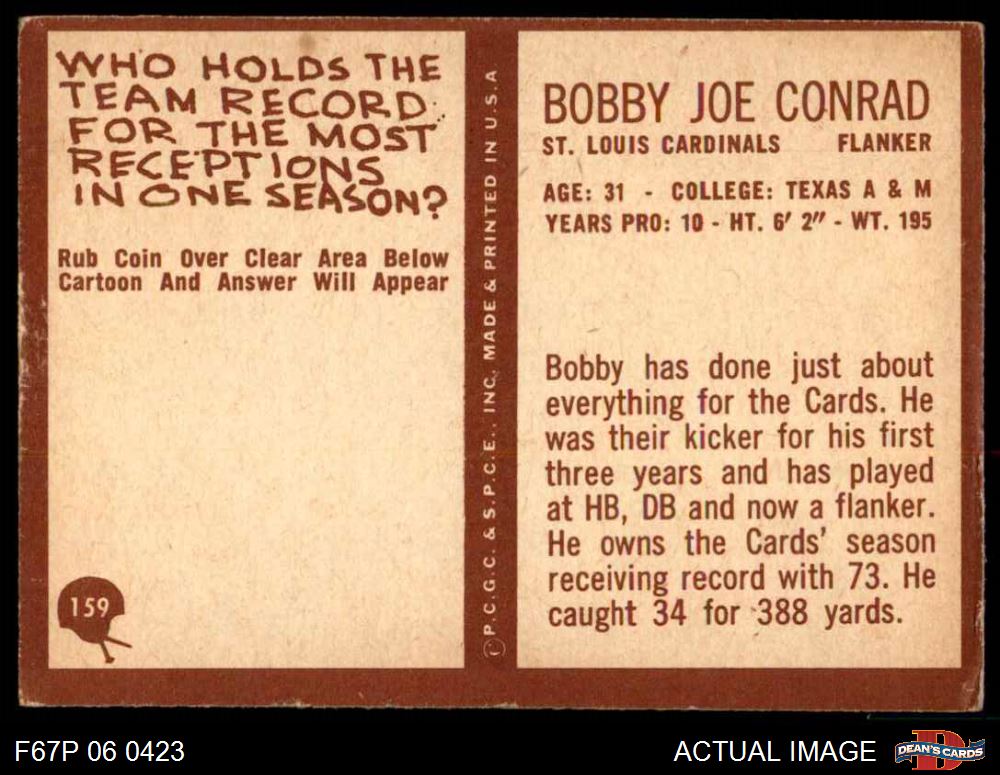 WHO HOLDS THE
TEAM RECORD
FOR THE MOST
RECEPTIONS
IN ONE SEASON?
Rub Coin Over Clear Area Below
Cartoon And Answer Will Appear
159
© P.C.G.C. & S.P.C.E., INC. MADE & PRINTED IN U.S.A.
BOBBY JOE CONRAD
ST. LOUIS CARDINALS FLANKER
AGE: 31 - COLLEGE: TEXAS A & M
YEARS PRO: 10 - HT. 6' 2" - WT. 195
Bobby has done just about
everything for the Cards. He
was their kicker for his first
three years and has played
at HB, DB and now a flanker.
He owns the Cards' season
receiving record with 73. He
caught 34 for 388 yards.
F67P 06 0423
ACTUAL IMAGE
DEAN'S CARDS